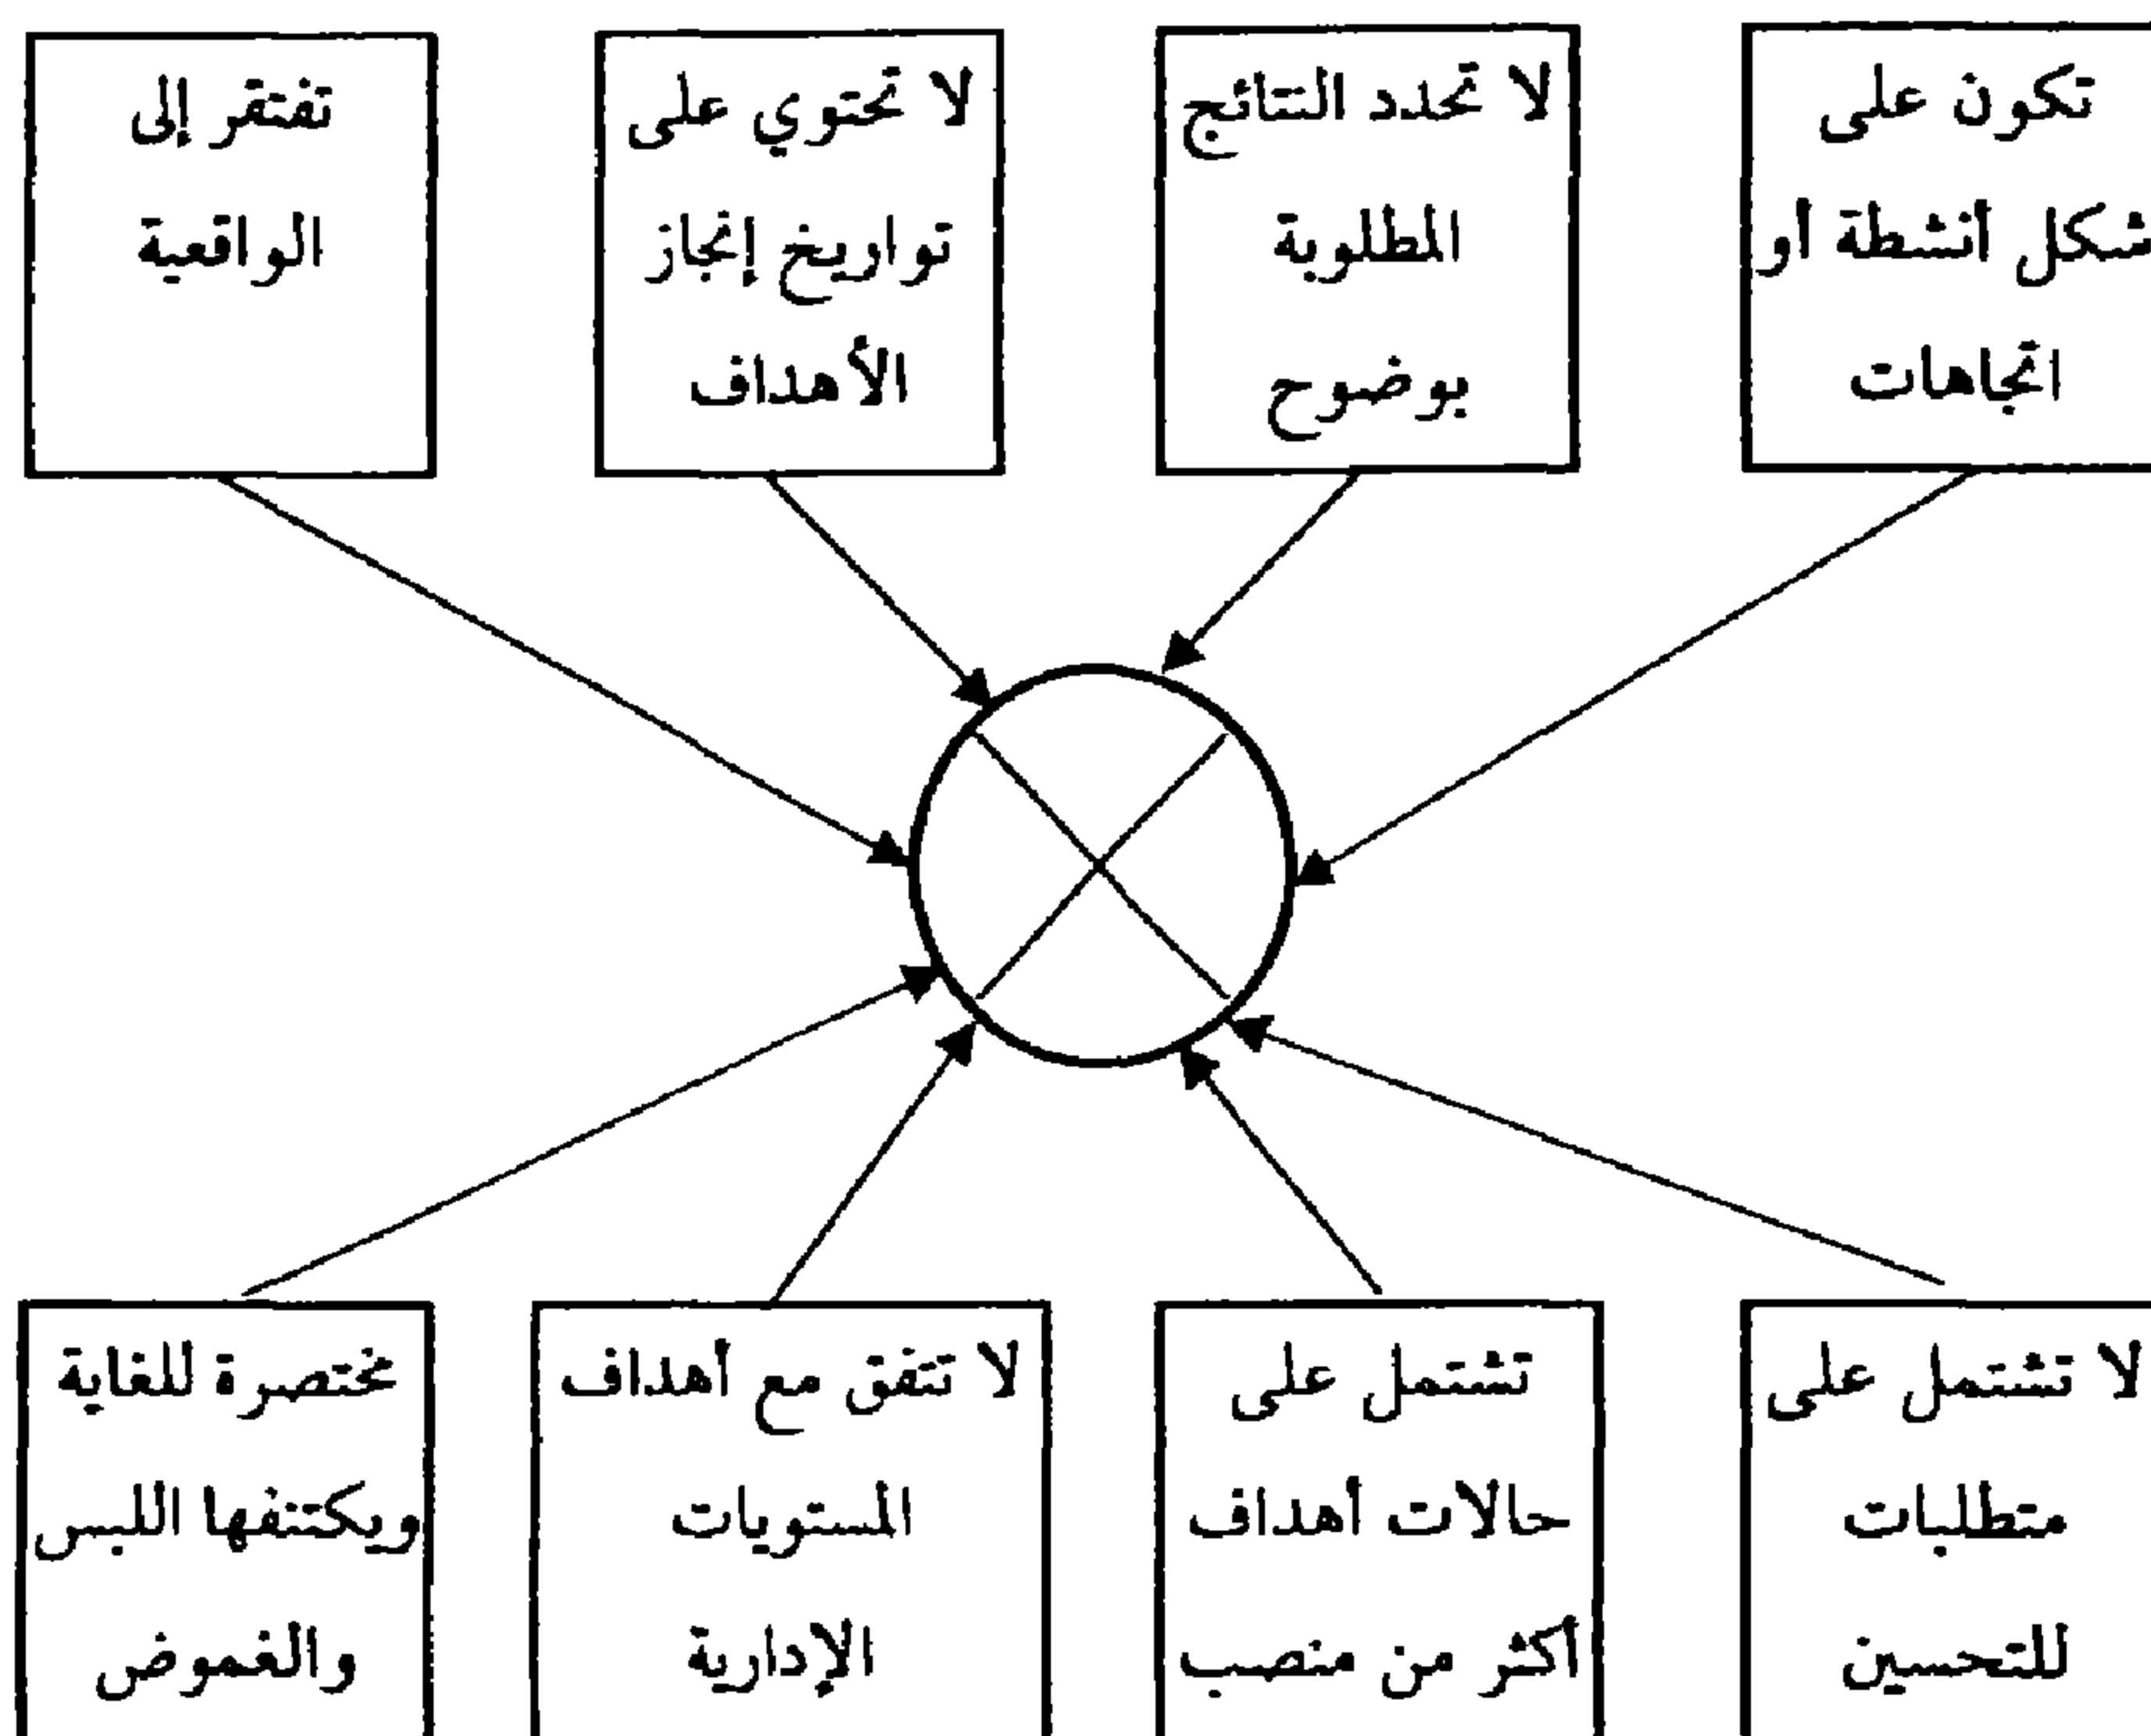 تكون على
شكل أنشطة أو
اتجاهات
لا تحدد النتائج
المطلوبة
بوضوح
لا تحتوي على
تواريخ إنجاز
الأهداف
تفتقر إلى
الواقعية
لا تشتمل على
متطلبات
للتحسين
تشتمل على
حالات أهداف
أكثر من منصب
لا تتفق مع أهداف
المستويات
الإدارية
مختصرة للغاية
ويكتنفها اللبس
والغموض